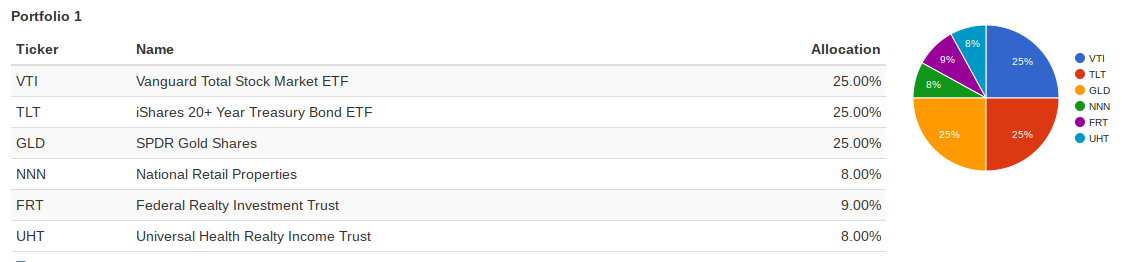 Portfolio 1
Ticker Name Allocation
VTI Vanguard Total Stock Market ETF 25.00%
TLT iShares 20+ Year Treasury Bond ETF 25.00%
GLD SPDR Gold Shares 25.00%
NNN National Retail Properties 8.00%
FRT Federal Realty Investment Trust 9.00%
UHT Universal Health Realty Income Trust 8.00%
8%
9%
25%
8%
25%
25%
VTI
TLT
GLD
NNN
FRT
UHT